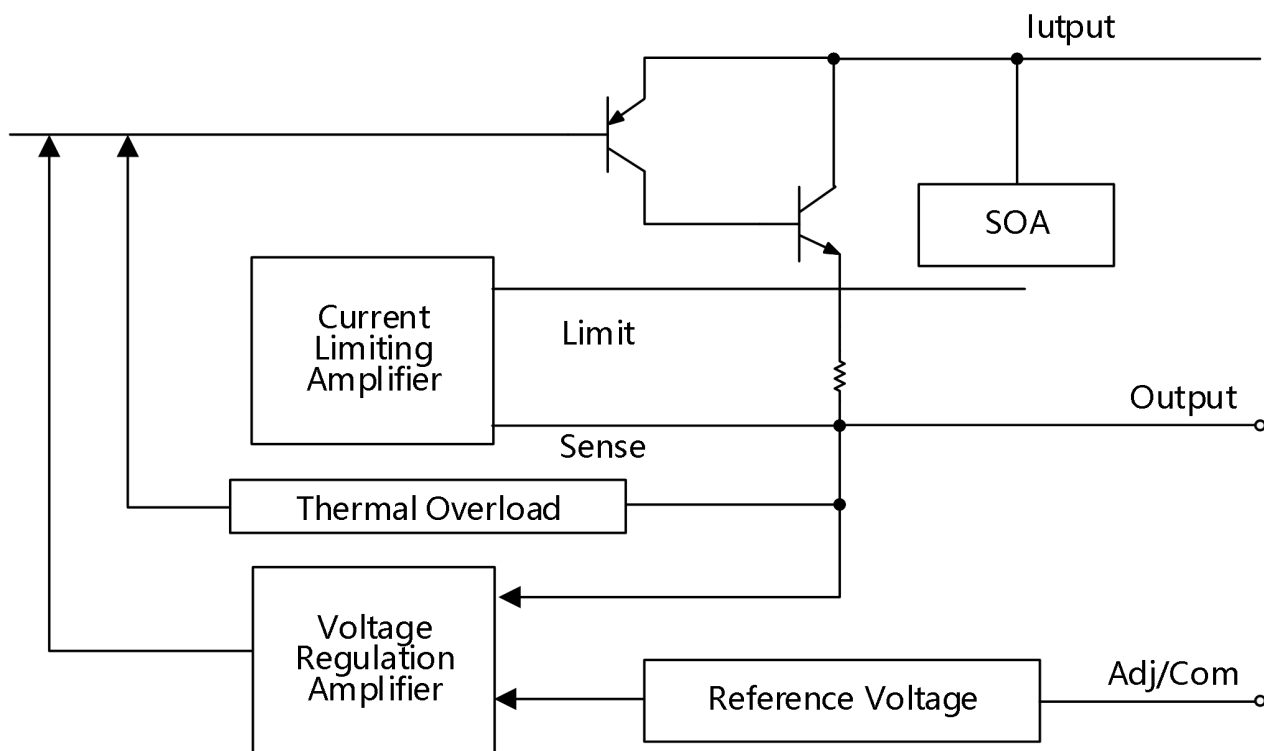 Iutput
SOA
Current
Limiting
Amplifier
Limit
Output
Sense
Thermal Overload
Voltage
Regulation
Amplifier
Adj/Com
Reference Voltage